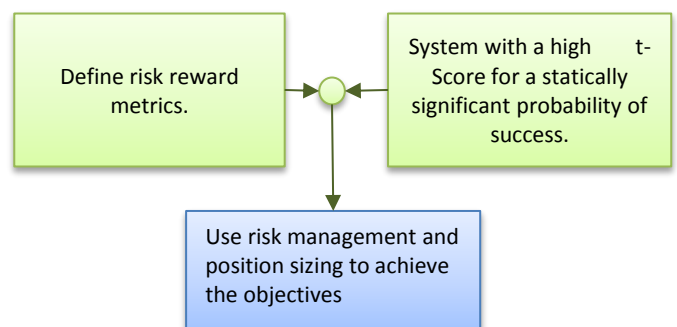 Define risk reward
metrics.
System with a high t-
Score for a statically
significant probability of
success.
Use risk management and
position sizing to achieve
the objectives